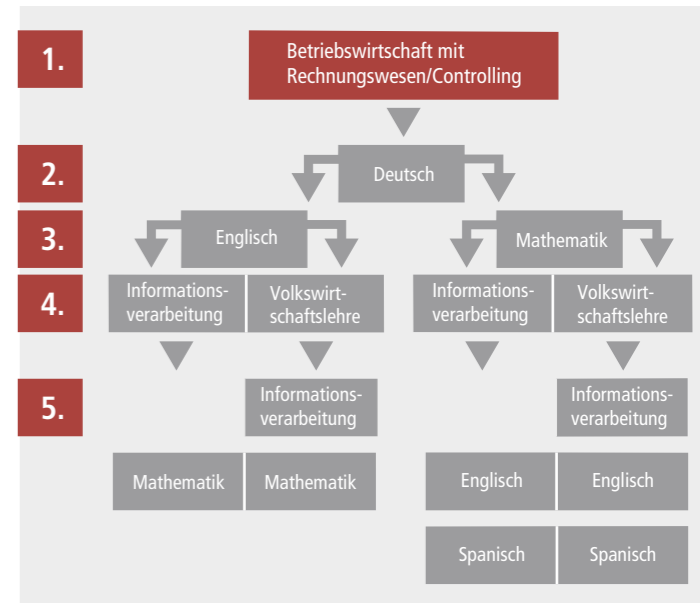 1.
Betriebswirtschaft mit
Rechnungswesen/Controlling
2.
Deutsch
3.
Englisch
Mathematik
4.
Informations-
verarbeitung
Volkswirt-
schaftslehre
Informations-
verarbeitung
Volkswirt-
schaftslehre
5.
Informations-
verarbeitung
Informations-
verarbeitung
Mathematik
Mathematik
Englisch
Englisch
Spanisch
Spanisch